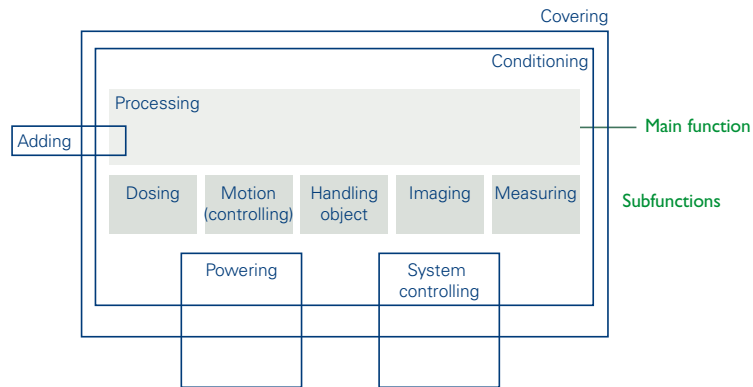 Covering
Conditioning
Processing
Main function
Adding
Dosing
Motion
(controlling)
Handling
object
Imaging
Measuring
Subfunctions
Powering
System
controlling